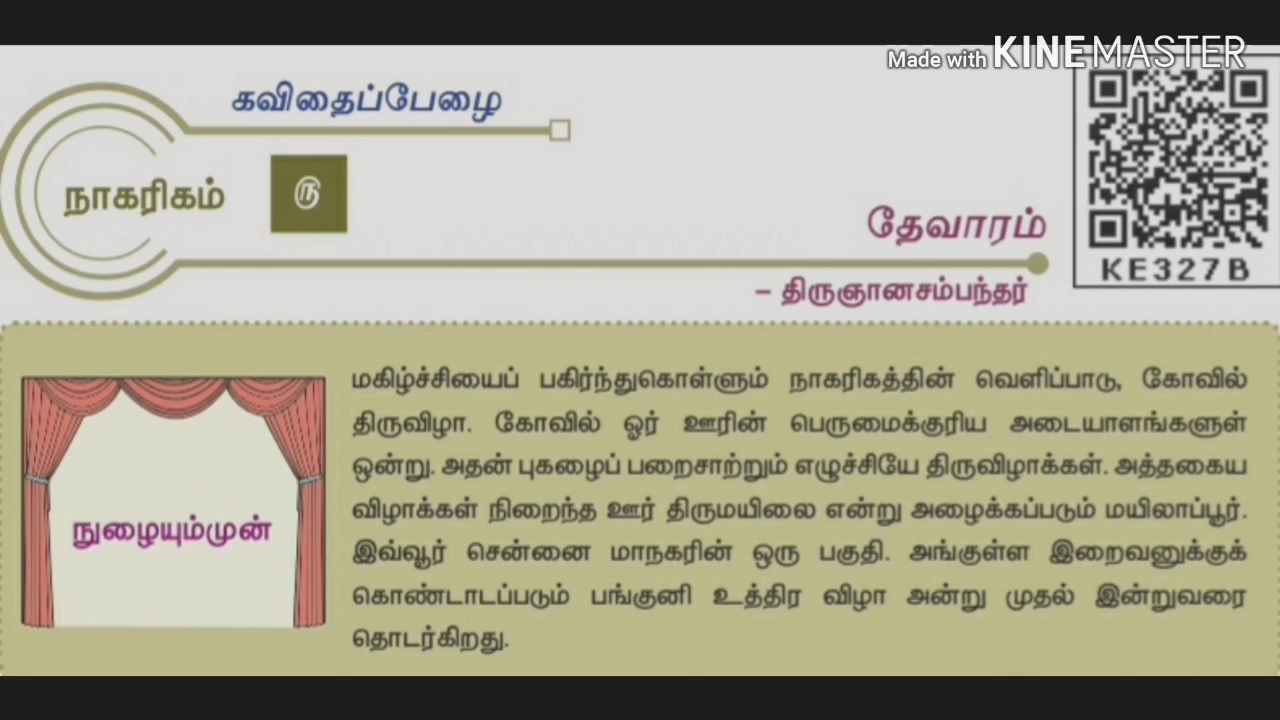 Made with KINEMASTER
கவிதைப்பேழை
நாகரிகம்
௫
தேவாரம்
– திருஞானசம்பந்தர்
KE327B
நுழையும்முன்
மகிழ்ச்சியைப் பகிர்ந்துகொள்ளும் நாகரிகத்தின் வெளிப்பாடு, கோவில்
திருவிழா. கோவில் ஓர் ஊரின் பெருமைக்குரிய அடையாளங்களுள்
ஒன்று. அதன் புகழைப் பறைசாற்றும் எழுச்சியே திருவிழாக்கள். அத்தகைய
விழாக்கள் நிறைந்த ஊர் திருமயிலை என்று அழைக்கப்படும் மயிலாப்பூர்.
இவ்வூர் சென்னை மாநகரின் ஒரு பகுதி. அங்குள்ள இறைவனுக்குக்
கொண்டாடப்படும் பங்குனி உத்திர விழா அன்று முதல் இன்றுவரை
தொடர்கிறது.